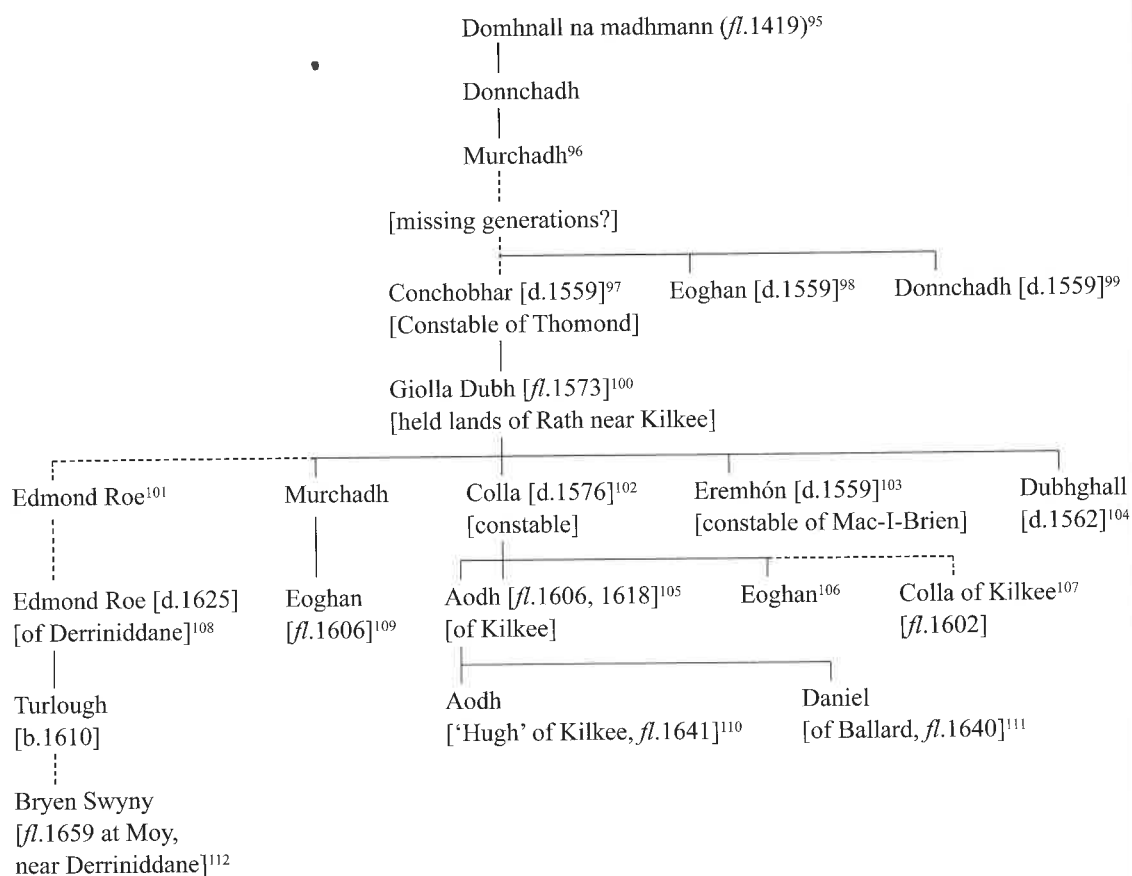 Domhnall na madhmann (fl.1419)⁹⁵
Donnchadh
Murchadh⁹⁶
[missing generations?]
Conchobhar [d.1559]⁹⁷ Eoghan [d.1559]⁹⁸ Donnchadh [d.1559]⁹⁹
[Constable of Thomond]
Giolla Dubh [fl.1573]¹⁰⁰
[held lands of Rath near Kilkee]
Edmond Roe¹⁰¹ Murchadh Colla [d.1576]¹⁰² Eremhón [d.1559]¹⁰³ Dubhghall
[constable] [constable of Mac-I-Brien] [d.1562]¹⁰⁴
Edmond Roe [d.1625] Eoghan Aodh [fl.1606, 1618]¹⁰⁵ Eoghan¹⁰⁶ Colla of Kilkee¹⁰⁷
[of Derriniddane]¹⁰⁸ [fl.1606]¹⁰⁹ [of Kilkee] [fl.1602]
Turlough Aodh Daniel
[b.1610] ['Hugh' of Kilkee, fl.1641]¹¹⁰ [of Ballard, fl.1640]¹¹¹
Bryen Swyny
[fl.1659 at Moy,
near Derriniddane]¹¹²